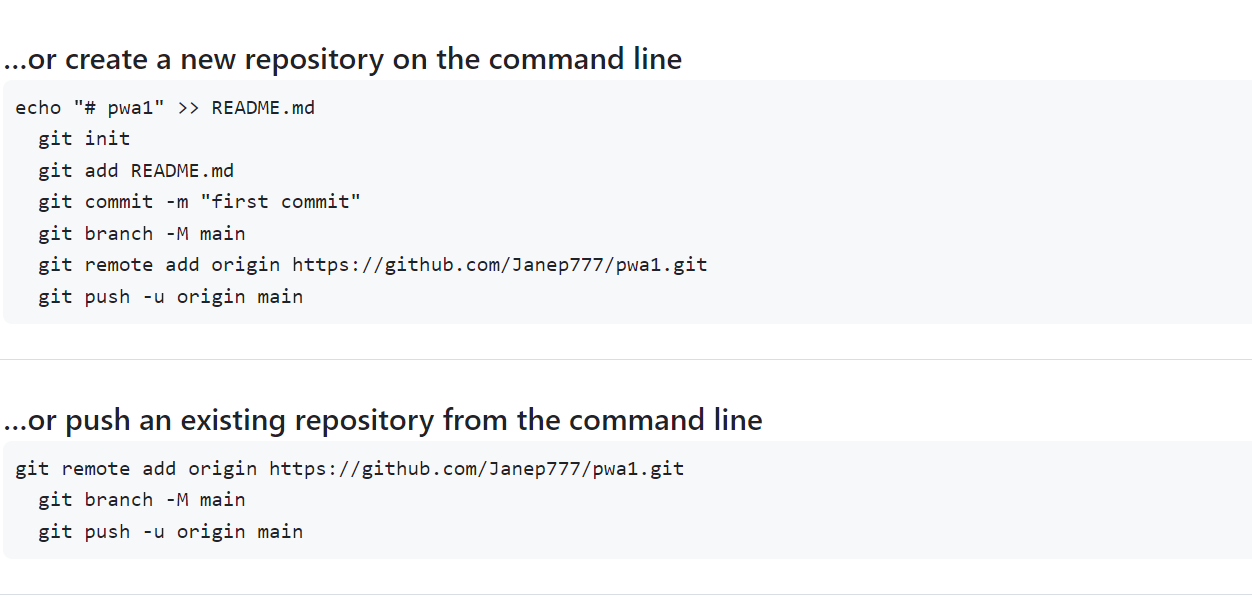 ...or create a new repository on the command line
echo "# pwa1" >> README.md
git init
git add README.md
git commit -m "first commit"
git branch -M main
git remote add origin https://github.com/Janep777/pwa1.git
git push -u origin main
...or push an existing repository from the command line
git remote add origin https://github.com/Janep777/pwa1.git
git branch -M main
git push -u origin main